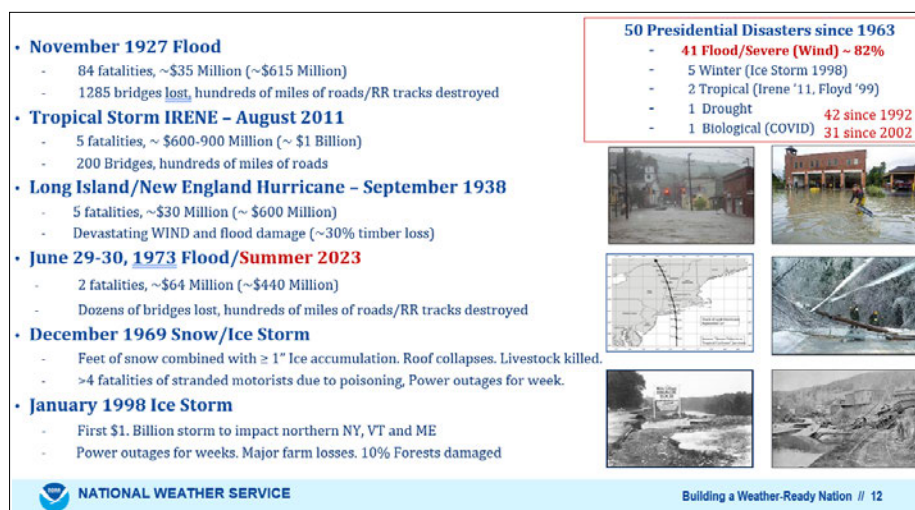 • November 1927 Flood
- 84 fatalities, ~$35 Million (~$615 Million)
- 1285 bridges lost, hundreds of miles of roads/RR tracks destroyed
• Tropical Storm IRENE – August 2011
- 5 fatalities, ~ $600-900 Million (~ $1 Billion)
- 200 Bridges, hundreds of miles of roads
• Long Island/New England Hurricane – September 1938
- 5 fatalities, ~$30 Million (~ $600 Million)
- Devastating WIND and flood damage (~30% timber loss)
• June 29-30, 1973 Flood/Summer 2023
- 2 fatalities, ~$64 Million (~$440 Million)
- Dozens of bridges lost, hundreds of miles of roads/RR tracks destroyed
• December 1969 Snow/Ice Storm
- Feet of snow combined with ≥ 1" Ice accumulation. Roof collapses. Livestock killed.
- >4 fatalities of stranded motorists due to poisoning, Power outages for week.
• January 1998 Ice Storm
- First $1. Billion storm to impact northern NY, VT and ME
- Power outages for weeks. Major farm losses. 10% Forests damaged
50 Presidential Disasters since 1963
- 41 Flood/Severe (Wind) ~ 82%
- 5 Winter (Ice Storm 1998)
- 2 Tropical (Irene '11, Floyd '99)
- 1 Drought
- 1 Biological (COVID)
42 since 1992
31 since 2002
NATIONAL WEATHER SERVICE
Building a Weather-Ready Nation // 12